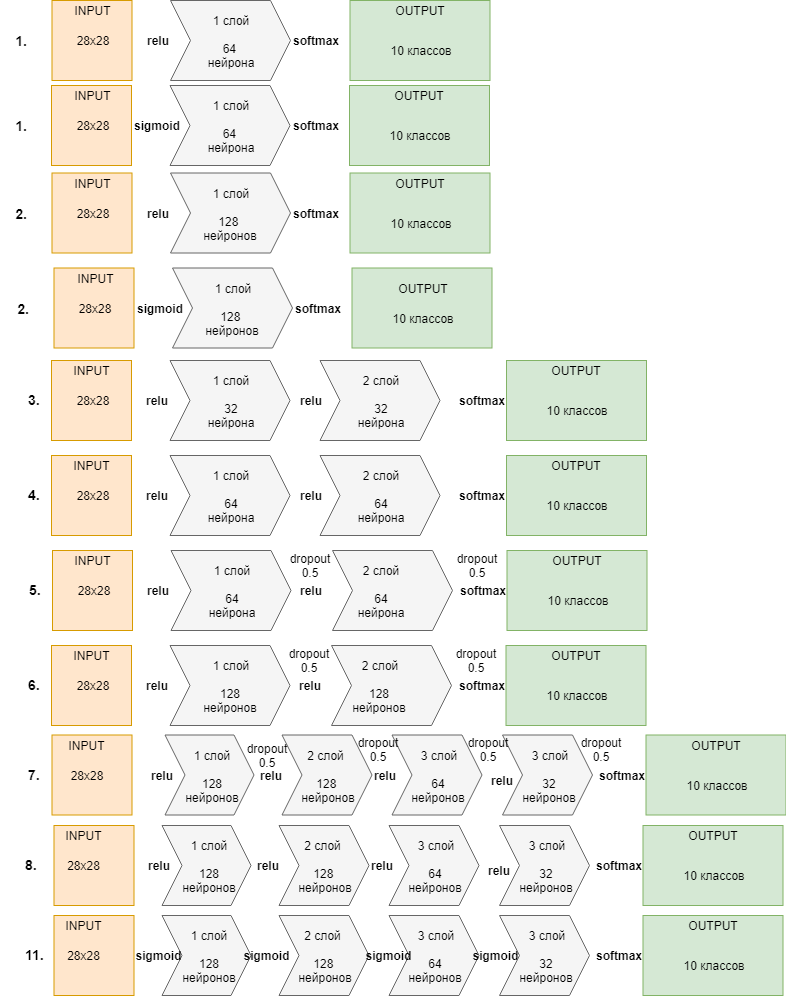 1.
INPUT
28x28
relu
1 слой
64
нейрона
softmax
OUTPUT
10 классов
1.
INPUT
28x28
sigmoid
1 слой
64
нейрона
softmax
OUTPUT
10 классов
2.
INPUT
28x28
relu
1 слой
128
нейронов
softmax
OUTPUT
10 классов
2.
INPUT
28x28
sigmoid
1 слой
128
нейронов
softmax
OUTPUT
10 классов
3.
INPUT
28x28
relu
1 слой
32
нейрона
relu
2 слой
32
нейрона
softmax
OUTPUT
10 классов
4.
INPUT
28x28
relu
1 слой
64
нейрона
relu
2 слой
64
нейрона
softmax
OUTPUT
10 классов
5.
INPUT
28x28
relu
1 слой
64
нейрона
dropout
0.5
relu
2 слой
64
нейрона
dropout
0.5
softmax
OUTPUT
10 классов
6.
INPUT
28x28
relu
1 слой
128
нейронов
dropout
0.5
relu
2 слой
128
нейронов
dropout
0.5
softmax
OUTPUT
10 классов
7.
INPUT
28x28
relu
1 слой
128
нейронов
dropout
0.5
relu
2 слой
128
нейронов
dropout
0.5
relu
3 слой
64
нейронов
dropout
0.5
relu
3 слой
32
нейронов
dropout
0.5
softmax
OUTPUT
10 классов
8.
INPUT
28x28
relu
1 слой
128
нейронов
relu
2 слой
128
нейронов
relu
3 слой
64
нейронов
relu
3 слой
32
нейронов
softmax
OUTPUT
10 классов
11.
INPUT
28x28
sigmoid
1 слой
128
нейронов
sigmoid
2 слой
128
нейронов
sigmoid
3 слой
64
нейронов
sigmoid
3 слой
32
нейронов
softmax
OUTPUT
10 классов